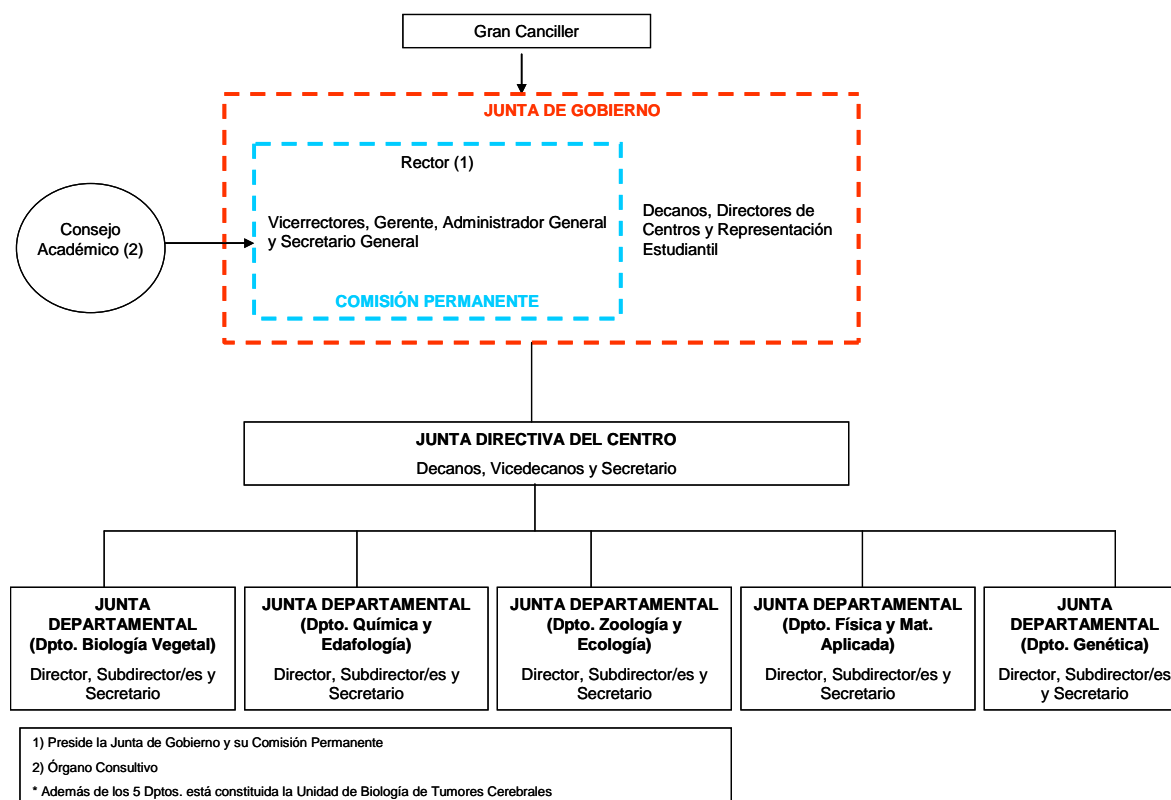 Gran Canciller
JUNTA DE GOBIERNO
Rector (1)
Consejo
Académico (2)
Vicerrectores, Gerente, Administrador General
y Secretario General
Decanos, Directores de
Centros y Representación
Estudiantil
COMISIÓN PERMANENTE
JUNTA DIRECTIVA DEL CENTRO
Decanos, Vicedecanos y Secretario
JUNTA
DEPARTAMENTAL
(Dpto. Biología Vegetal)
Director, Subdirector/es y
Secretario
JUNTA DEPARTAMENTAL
(Dpto. Química y
Edafología)
Director, Subdirector/es y
Secretario
JUNTA DEPARTAMENTAL
(Dpto. Zoología y
Ecología)
Director, Subdirector/es y
Secretario
JUNTA DEPARTAMENTAL
(Dpto. Física y Mat.
Aplicada)
Director, Subdirector/es y
Secretario
JUNTA
DEPARTAMENTAL
(Dpto. Genética)
Director, Subdirector/es
y Secretario
1) Preside la Junta de Gobierno y su Comisión Permanente
2) Órgano Consultivo
* Además de los 5 Dptos. está constituida la Unidad de Biología de Tumores Cerebrales